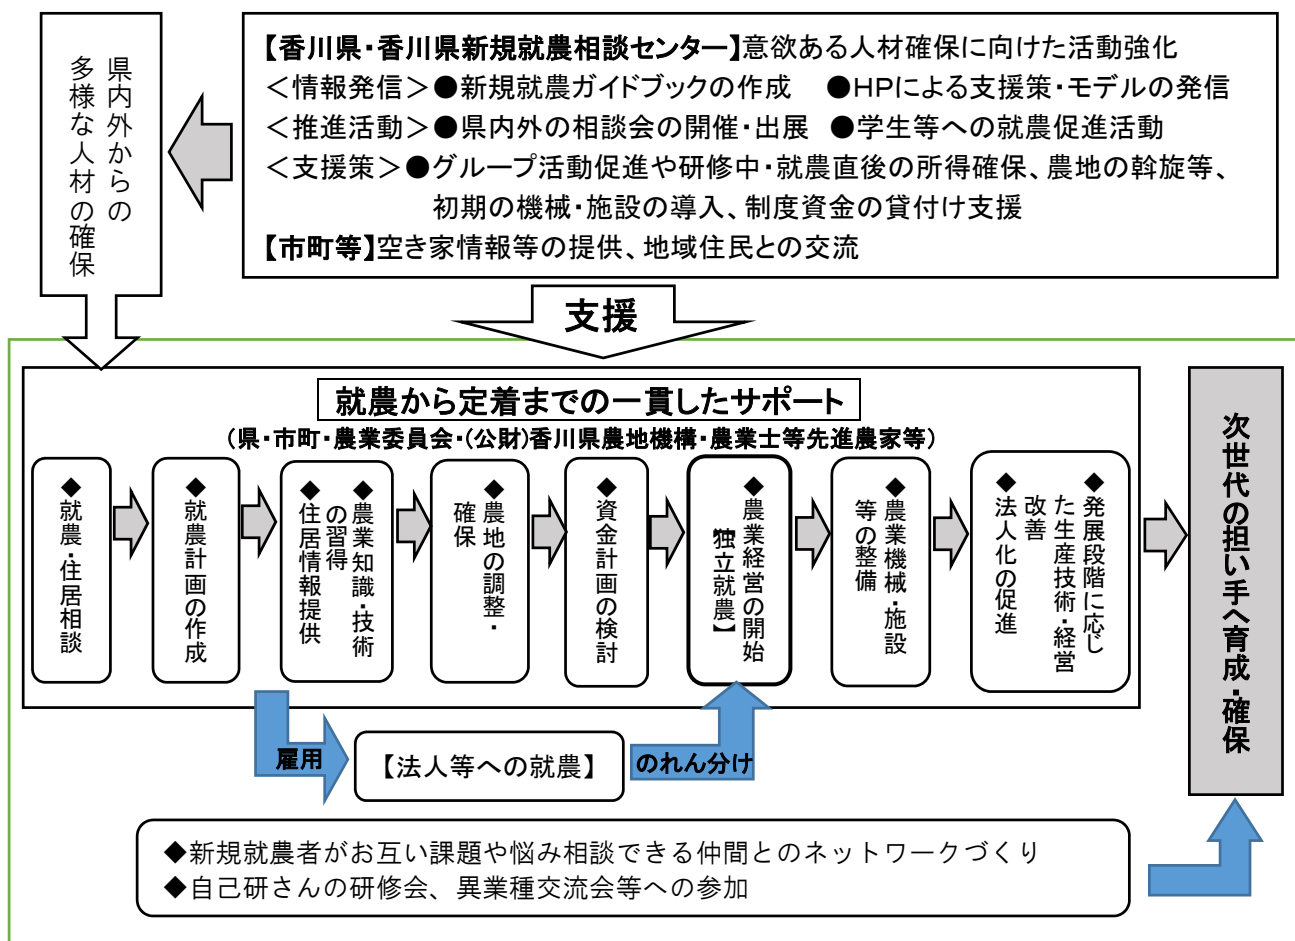 【香川県・香川県新規就農相談センター】意欲ある人材確保に向けた活動強化
＜情報発信＞●新規就農ガイドブックの作成　●HPによる支援策・モデルの発信
＜推進活動＞●県内外の相談会の開催・出展　●学生等への就農促進活動
＜支援策＞●グループ活動促進や研修中・就農直後の所得確保、農地の斡旋等、
初期の機械・施設の導入、制度資金の貸付け支援
【市町等】空き家情報等の提供、地域住民との交流
県内外からの
多様な人材の確保
支援
就農から定着までの一貫したサポート
（県・市町・農業委員会・(公財)香川県農地機構・農業士等先進農家等）
◆就農・住居相談
◆就農計画の作成
◆農業知識・技術
の習得
◆住居情報提供
◆農地の調整・
確保
◆資金計画の検討
◆農業経営の開始
【独立就農】
◆農業機械・施設
等の整備
◆発展段階に応じ
た生産技術・経営
改善
◆法人化の促進
次世代の担い手へ育成・確保
雇用
【法人等への就農】
のれん分け
◆新規就農者がお互い課題や悩み相談できる仲間とのネットワークづくり
◆自己研さんの研修会、異業種交流会等への参加